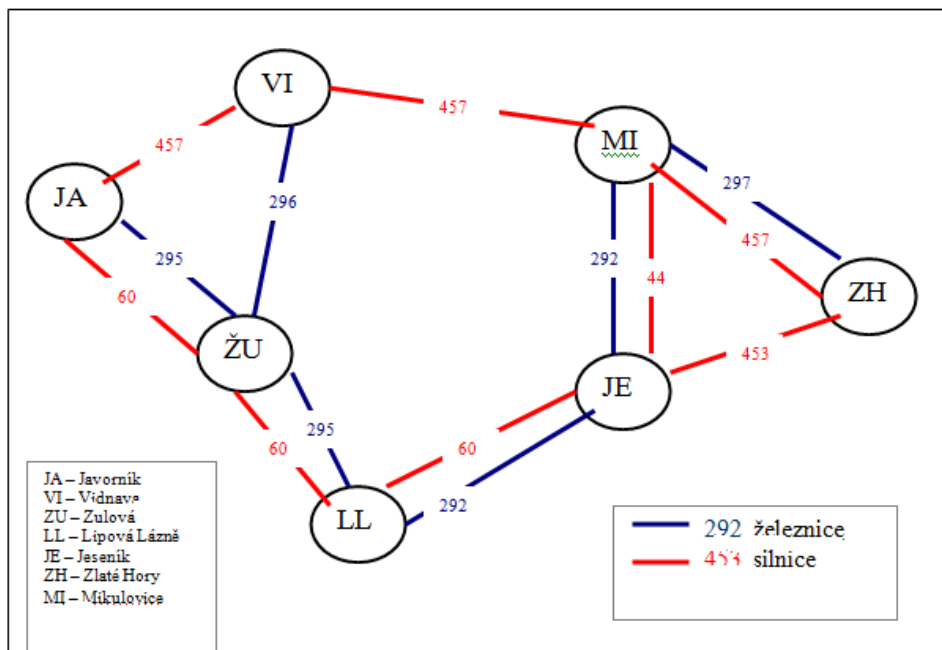 VI
457
MI
457
JA
297
296
457
295
292
44
ZH
60
ŽU
453
JE
295
60
60
LL
292
JA – Javorník
VI – Vidnava
ZU – Zulová
LL – Lipová Lázně
JE – Jeseník
ZH – Zlaté Hory
MI – Mikulovice
292 železnice
453 silnice